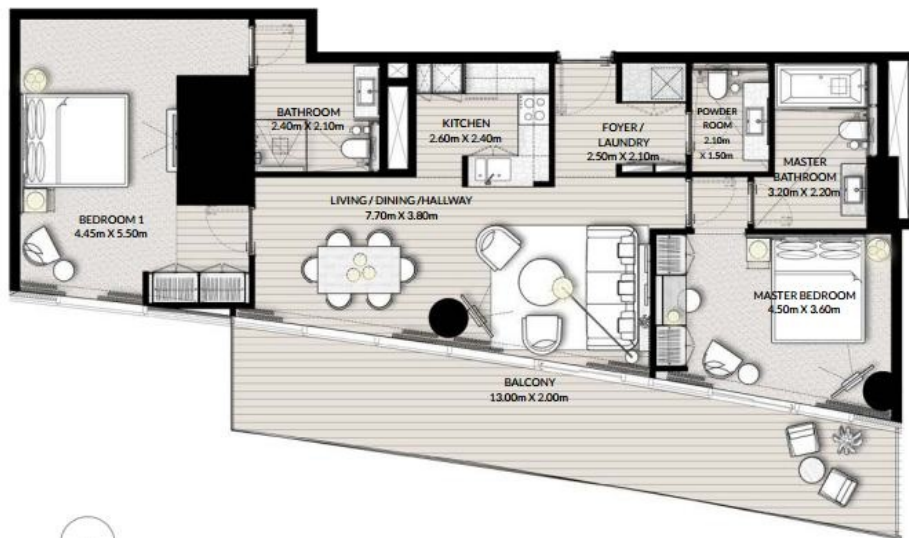 BATHROOM
2.40m X 2.10m
KITCHEN
2.60m X 2.40m
FOYER /
LAUNDRY
2.50m X 2.10m
POWDER
ROOM
2.10m
X 1.50m
MASTER
BATHROOM
3.20m X 2.20m
BEDROOM 1
4.45m X 5.50m
LIVING / DINING /HALLWAY
7.70m X 3.80m
MASTER BEDROOM
4.50m X 3.60m
BALCONY
13.00m X 2.00m